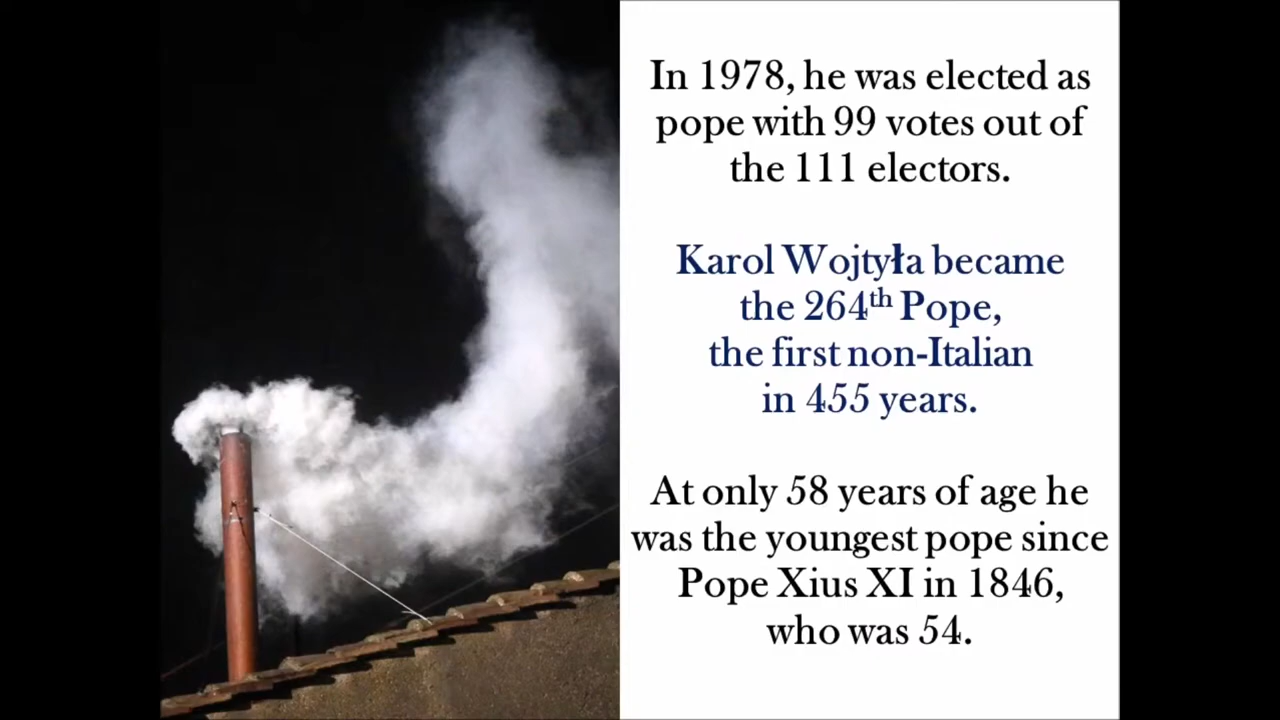 In 1978, he was elected as
pope with 99 votes out of
the 111 electors.
Karol Wojtyła became
the 264th Pope,
the first non-Italian
in 455 years.
At only 58 years of age he
was the youngest pope since
Pope Xius XI in 1846,
who was 54.